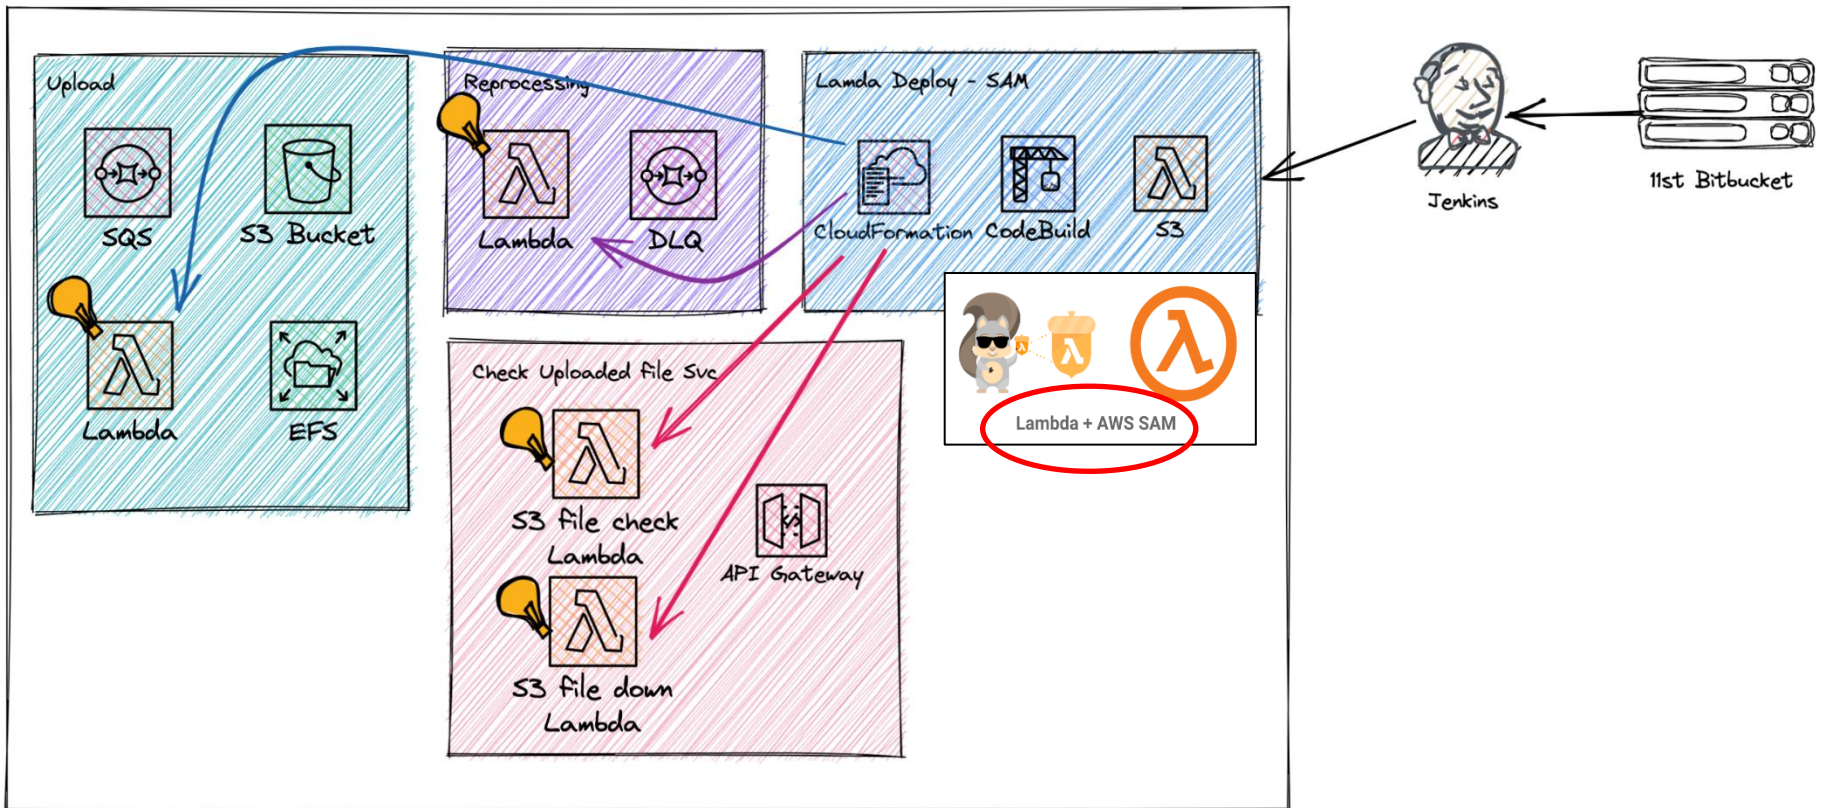 Upload
SQS
S3 Bucket
Lambda
EFS
Reprocessing
Lambda
DLQ
Lamda Deploy - SAM
CloudFormation
CodeBuild
S3
Lambda + AWS SAM
Check Uploaded file Svc
S3 file check
Lambda
API Gateway
S3 file down
Lambda
Jenkins
11st Bitbucket